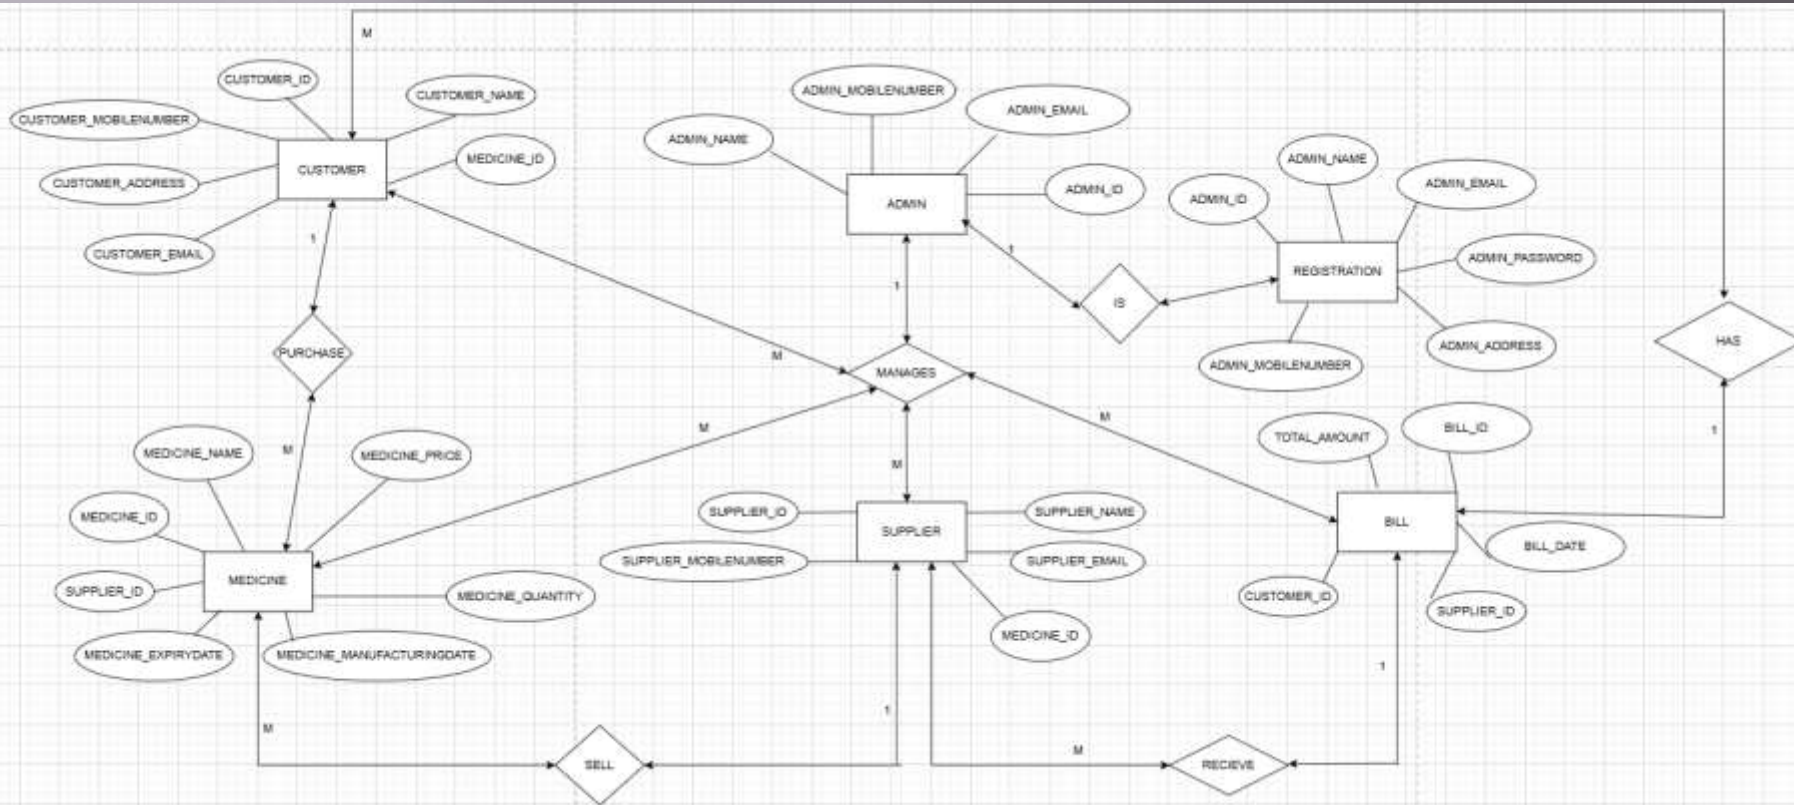 M
CUSTOMER_ID
CUSTOMER_NAME
CUSTOMER_MOBILENUMBER
MEDICINE_ID
CUSTOMER
CUSTOMER_ADDRESS
CUSTOMER_EMAIL
1
PURCHASE
M
ADMIN_MOBILENUMBER
ADMIN_EMAIL
ADMIN_NAME
ADMIN_ID
ADMIN
1
1
IS
ADMIN_NAME
ADMIN_EMAIL
ADMIN_ID
REGISTRATION
ADMIN_PASSWORD
ADMIN_ADDRESS
ADMIN_MOBILENUMBER
HAS
1
MANAGES
M
M
M
M
MEDICINE_NAME
MEDICINE_PRICE
MEDICINE_ID
MEDICINE
SUPPLIER_ID
MEDICINE_QUANTITY
MEDICINE_EXPIRYDATE
MEDICINE_MANUFACTURINGDATE
SUPPLIER_ID
SUPPLIER_NAME
SUPPLIER
SUPPLIER_MOBILENUMBER
SUPPLIER_EMAIL
MEDICINE_ID
TOTAL_AMOUNT
BILL_ID
BILL
BILL_DATE
CUSTOMER_ID
SUPPLIER_ID
M
SELL
1
M
RECIEVE
1